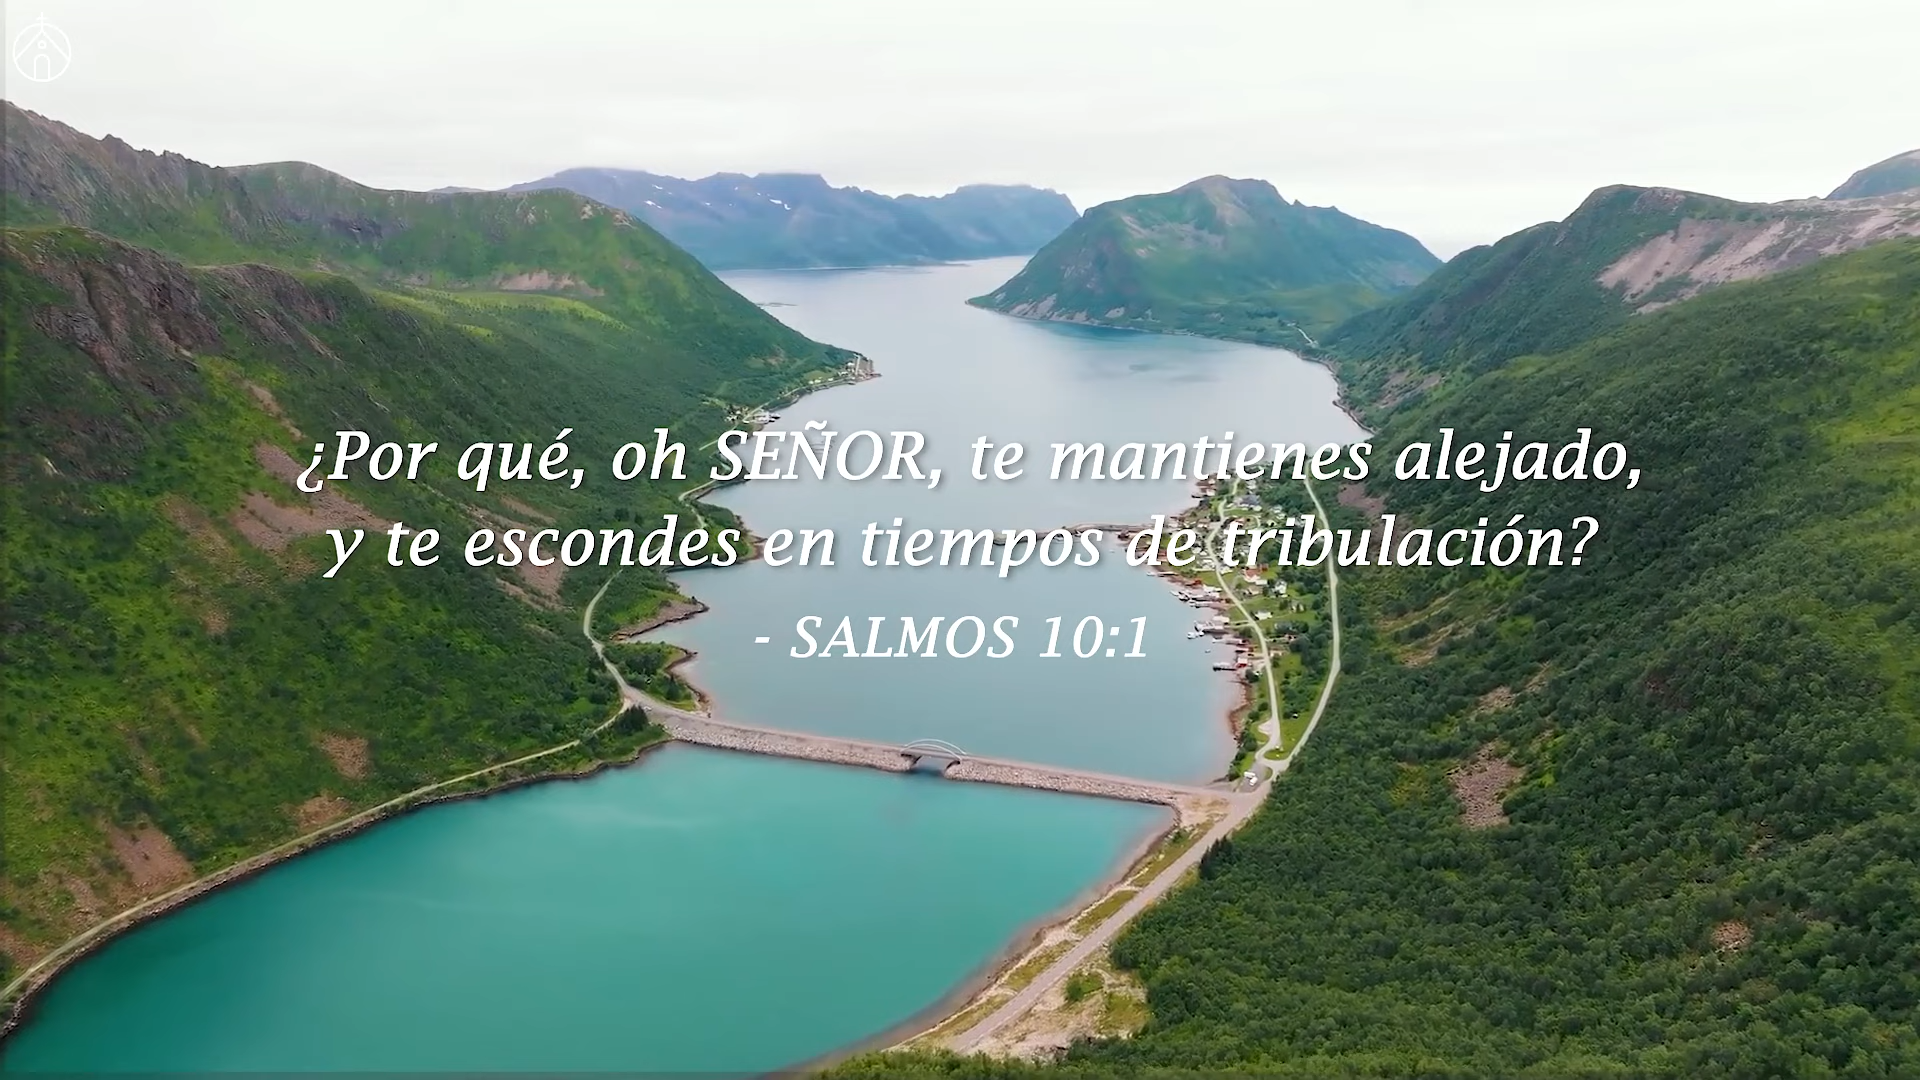 ¿Por qué, oh SEÑOR, te mantienes alejado,
y te escondes en tiempos de tribulación?
- SALMOS 10:1